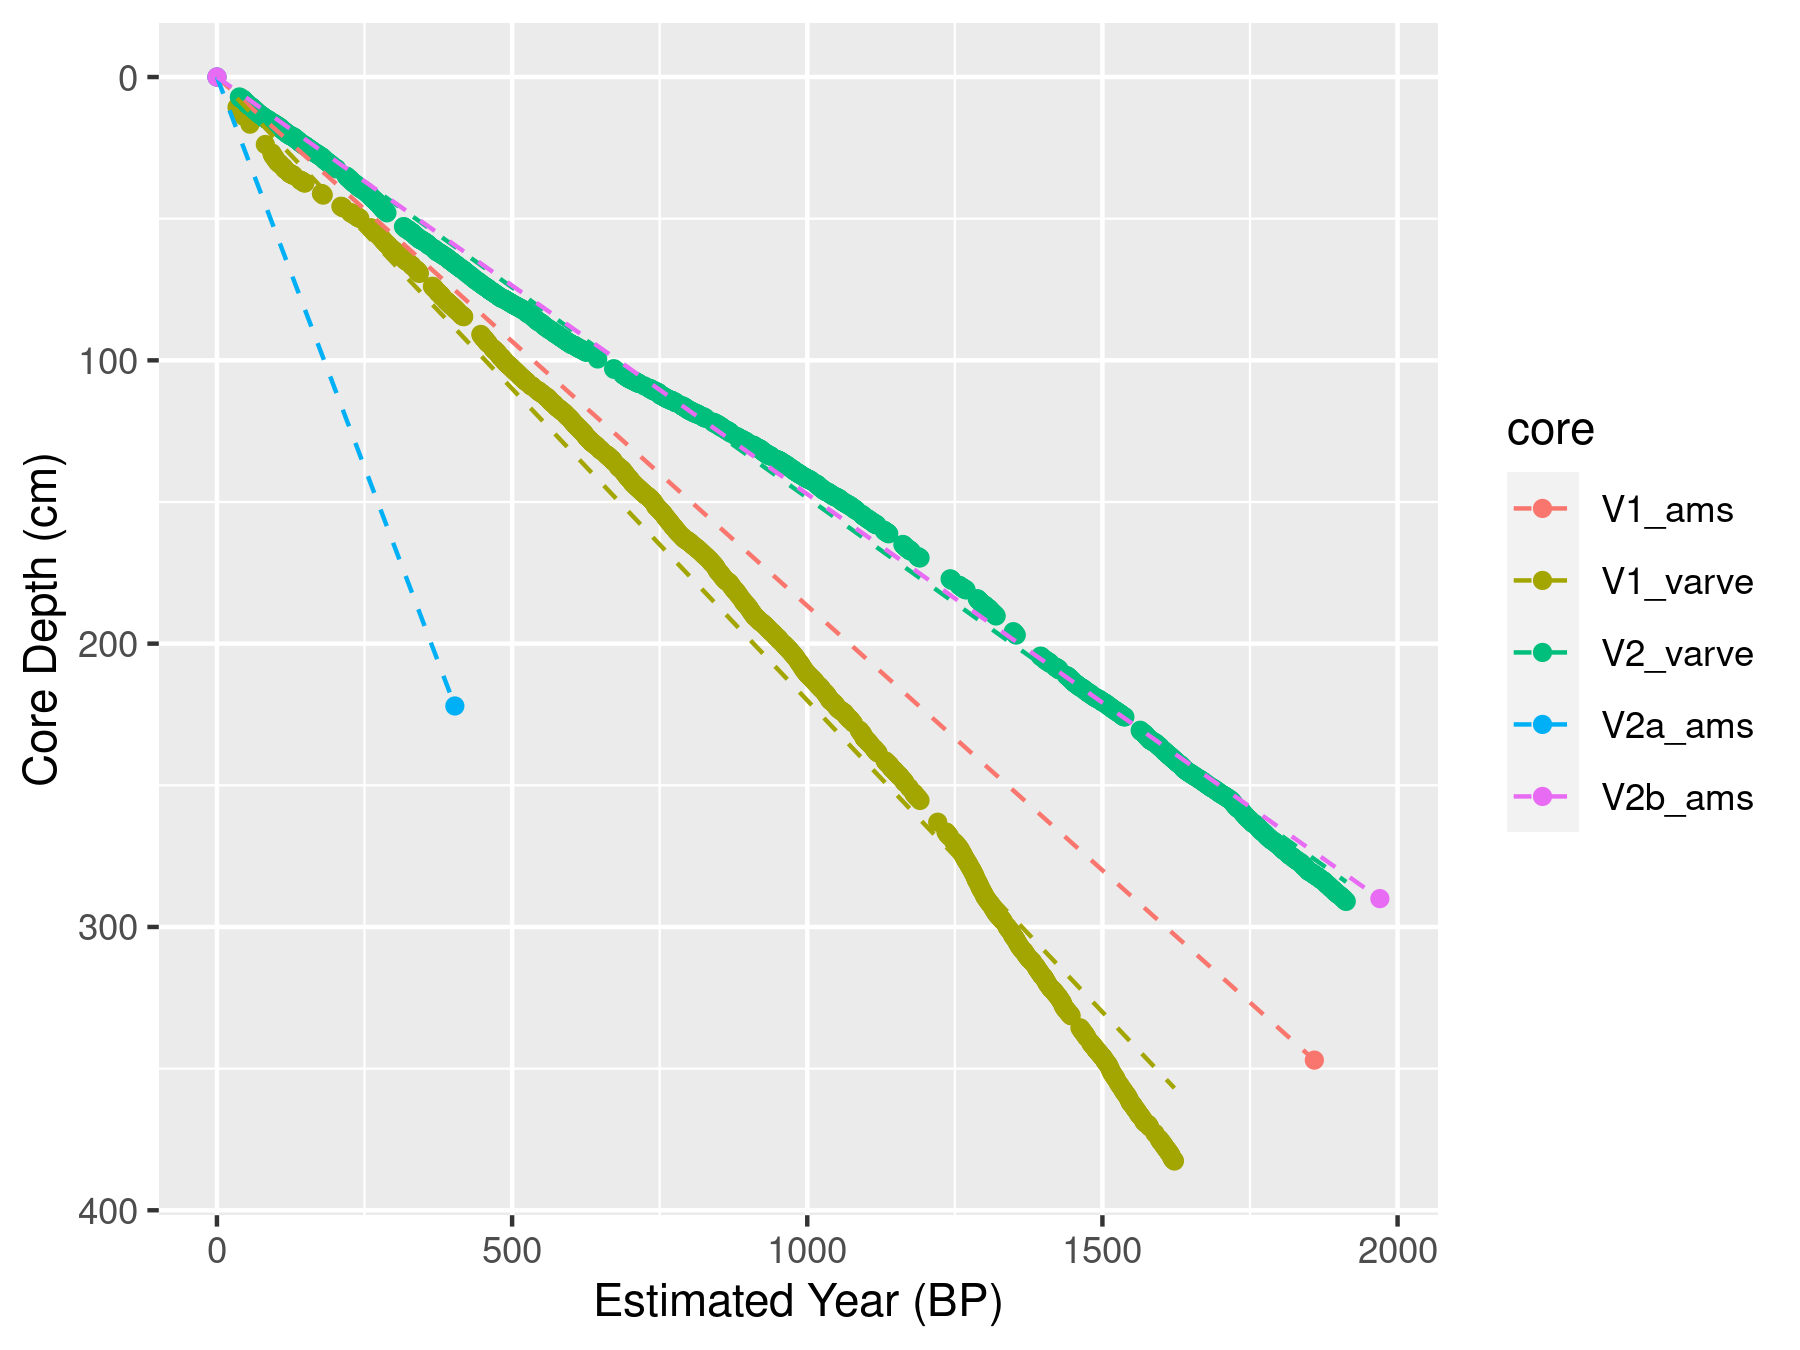 0
100
200
300
400
Core Depth (cm)
0 500 1000 1500 2000
Estimated Year (BP)
core
V1_ams
V1_varve
V2_varve
V2a_ams
V2b_ams